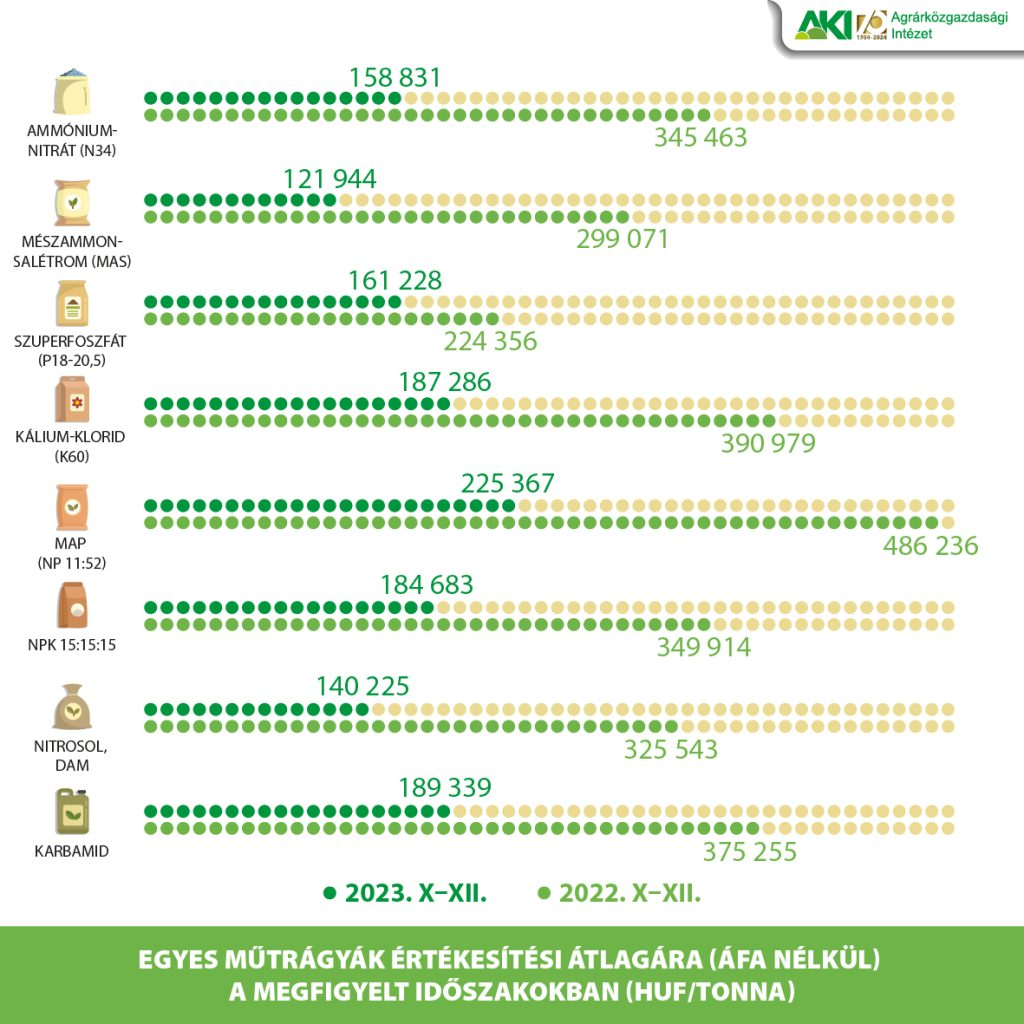 AKI
1954-2024
Agrárközgazdasági
Intézet
158 831
AMMÓNIUM-
NITRÁT (N34)
345 463
121 944
MÉSZAMMON-
SALÉTROM (MAS)
299 071
161 228
SZUPERFOSZFÁT
(P18-20,5)
224 356
187 286
KÁLIUM-KLORID
(K60)
390 979
225 367
MAP
(NP 11:52)
486 236
184 683
NPK 15:15:15
349 914
140 225
NITROSOL,
DAM
325 543
189 339
KARBAMID
375 255
2023. X–XII. 2022. X–XII.
EGYES MŰTRÁGYÁK ÉRTÉKESÍTÉSI ÁTLAGÁRA (ÁFA NÉLKÜL)
A MEGFIGYELT IDŐSZAKOKBAN (HUF/TONNA)